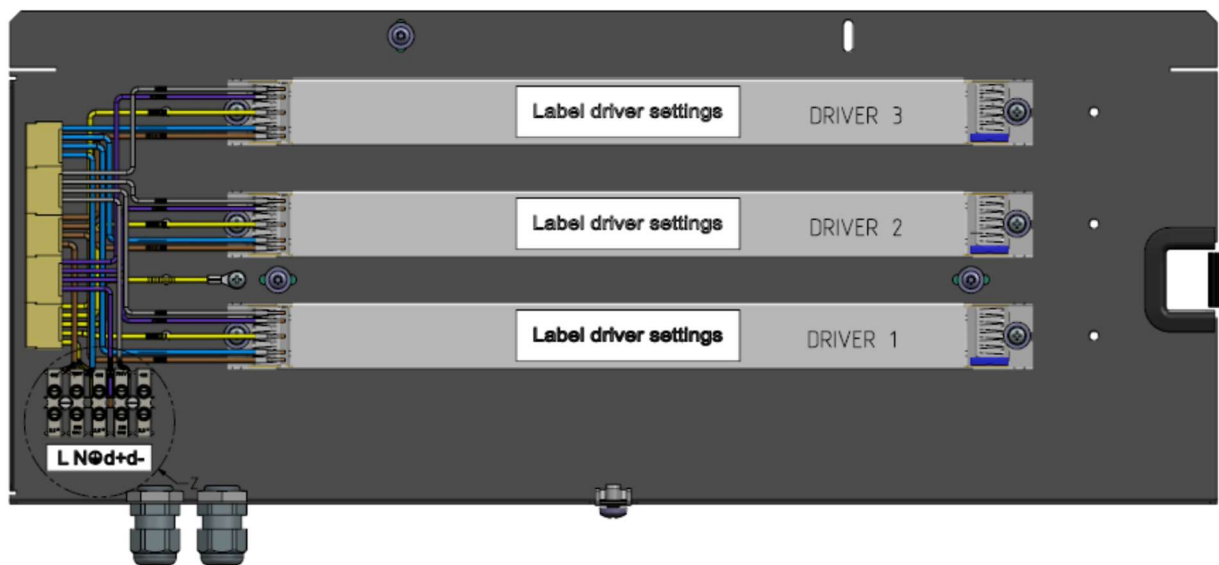 Label driver settings DRIVER 3
Label driver settings DRIVER 2
Label driver settings DRIVER 1
L N⏚d+d-
Z